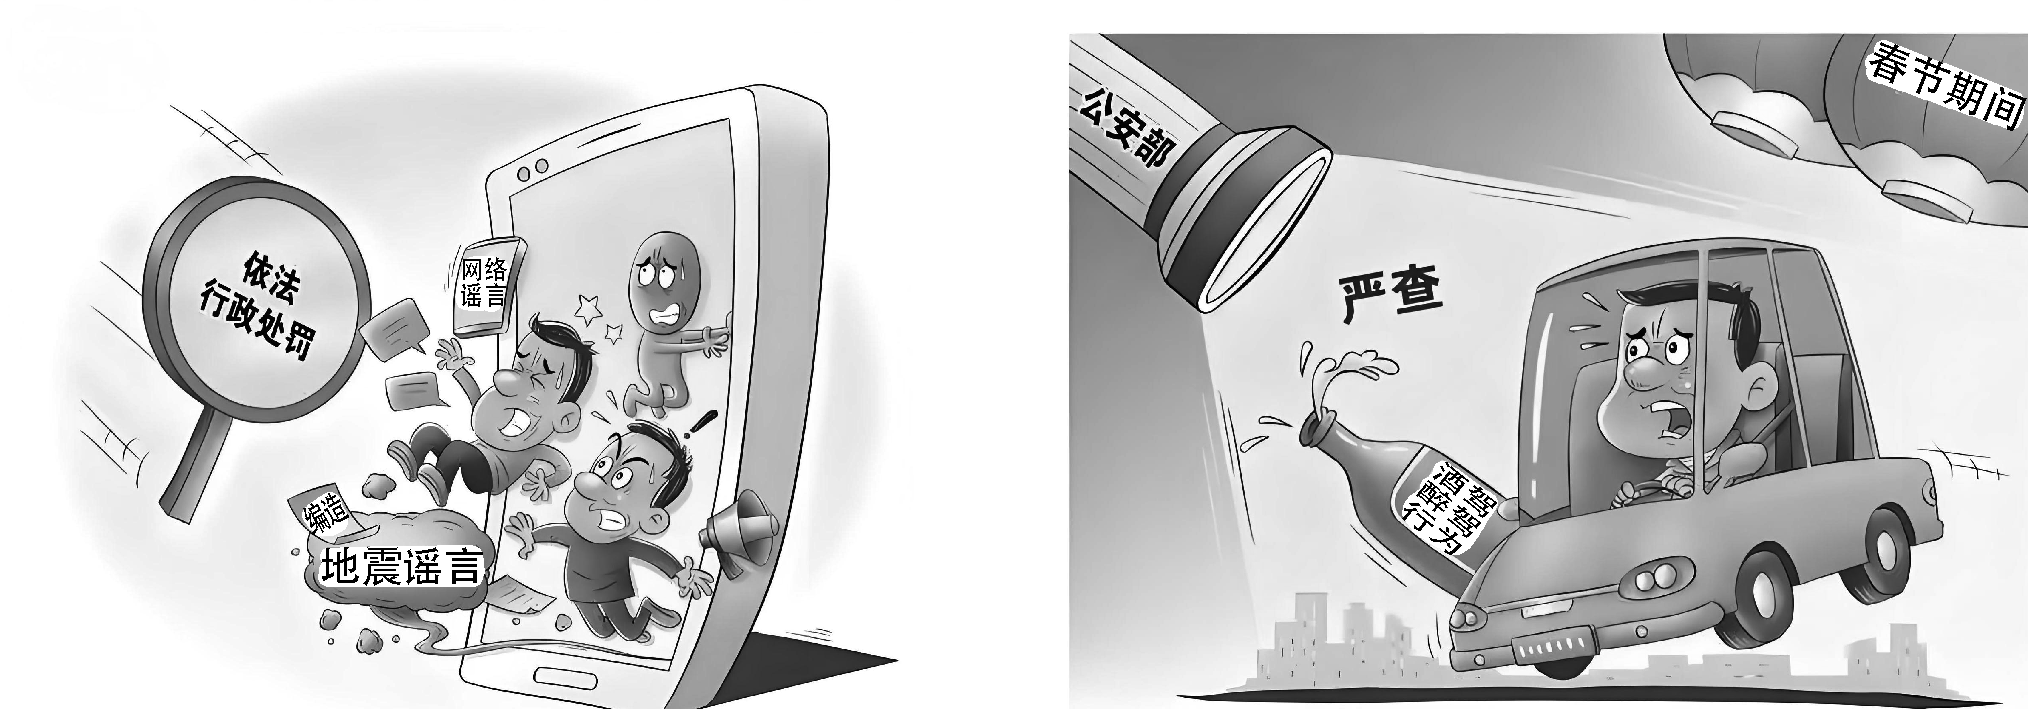 依法
行政处罚
网络
谣言
编造
地震谣言
公安部
春节期间
严查
酒驾
醉驾
行为